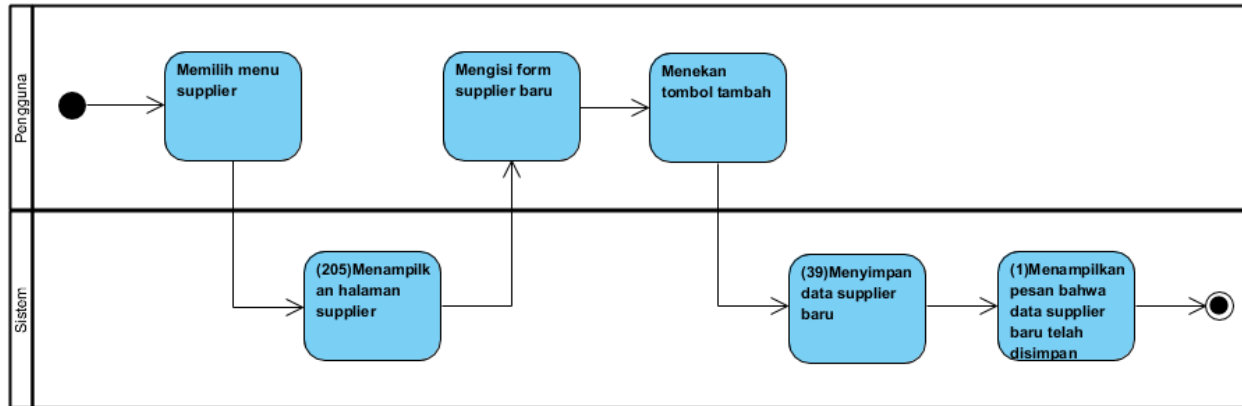 Pengguna
Memilih menu
supplier
Mengisi form
supplier baru
Menekan
tombol tambah
Sistem
(205)Menampilk
an halaman
supplier
(39)Menyimpan
data supplier
baru
(1)Menampilkan
pesan bahwa
data supplier
baru telah
disimpan